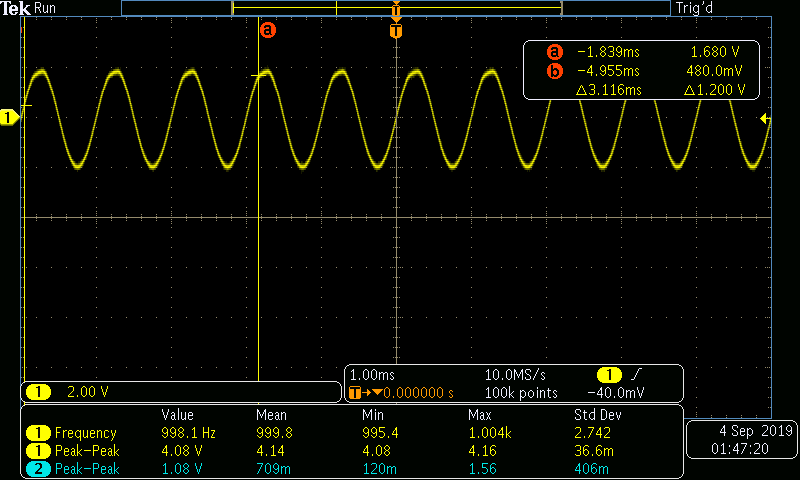 Tek Run Trig'd
a
T
T
a −1.839ms 1.680 V
b −4.955ms 480.0mV
△3.116ms △1.200 V
1
1 2.00 V
1.00ms 10.0MS/s 1
T→▼0.000000 s 100k points −40.0mV
Value Mean Min Max Std Dev
1 Frequency 998.1 Hz 999.8 995.4 1.004k 2.742
1 Peak−Peak 4.08 V 4.14 4.08 4.16 36.6m
2 Peak−Peak 1.08 V 709m 120m 1.56 406m
4 Sep 2019
01:47:20